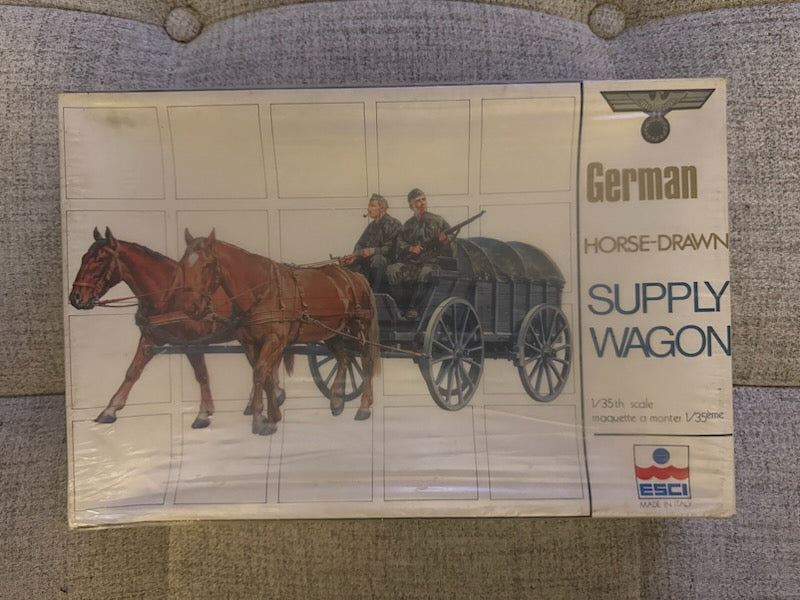 German
HORSE-DRAWN
SUPPLY
WAGON
1/35th scale
maquette a monter 1/35ème
ESCI
MADE IN ITALY